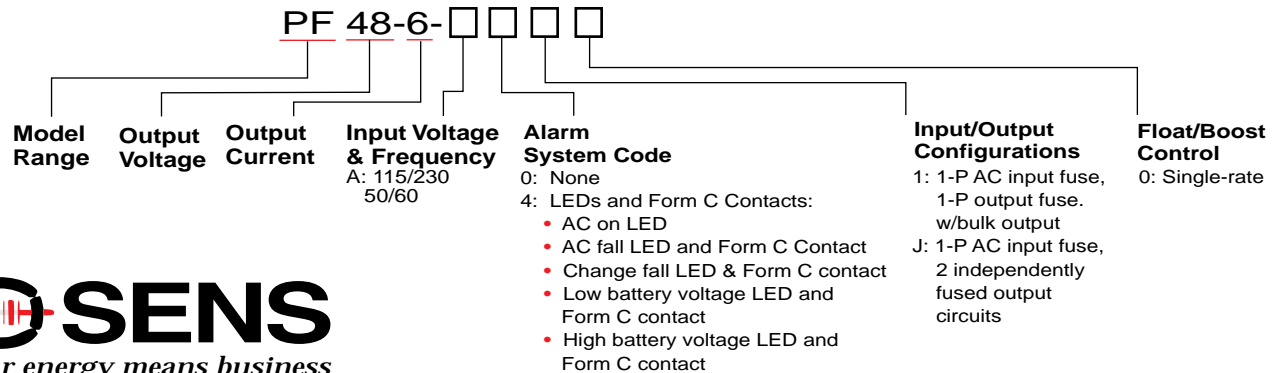 PF 48-6-
Model
Range
Output
Voltage
Output
Current
Input Voltage
& Frequency
A: 115/230
50/60
Alarm
System Code
0: None
4: LEDs and Form C Contacts:
• AC on LED
• AC fall LED and Form C Contact
• Change fall LED & Form C contact
• Low battery voltage LED and
Form C contact
• High battery voltage LED and
Form C contact
Input/Output
Configurations
1: 1-P AC input fuse,
1-P output fuse.
w/bulk output
J: 1-P AC input fuse,
2 independently
fused output
circuits
Float/Boost
Control
0: Single-rate
SENS
energy means business